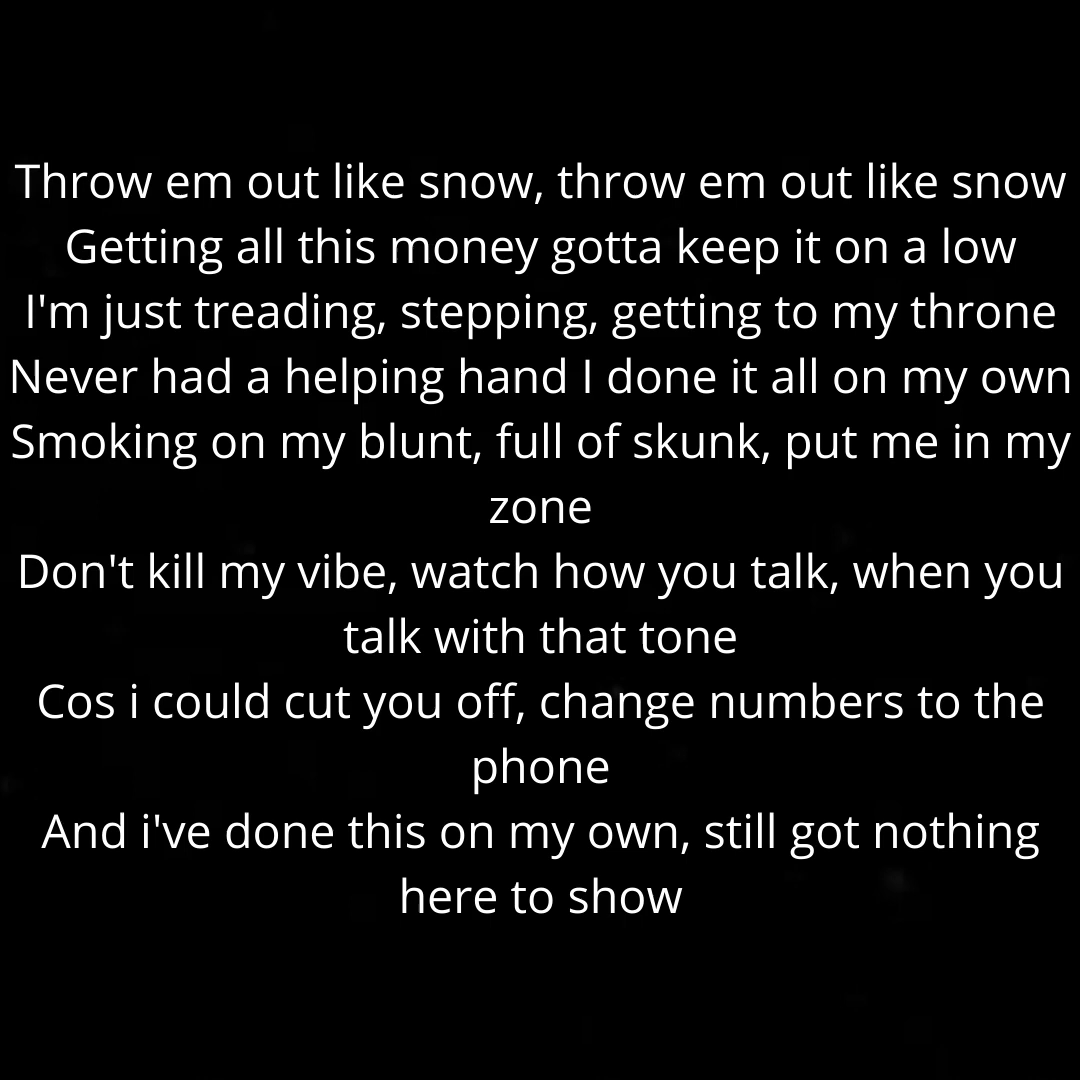 Throw em out like snow, throw em out like snow
Getting all this money gotta keep it on a low
I'm just treading, stepping, getting to my throne
Never had a helping hand I done it all on my own
Smoking on my blunt, full of skunk, put me in my
zone
Don't kill my vibe, watch how you talk, when you
talk with that tone
Cos i could cut you off, change numbers to the
phone
And i've done this on my own, still got nothing
here to show